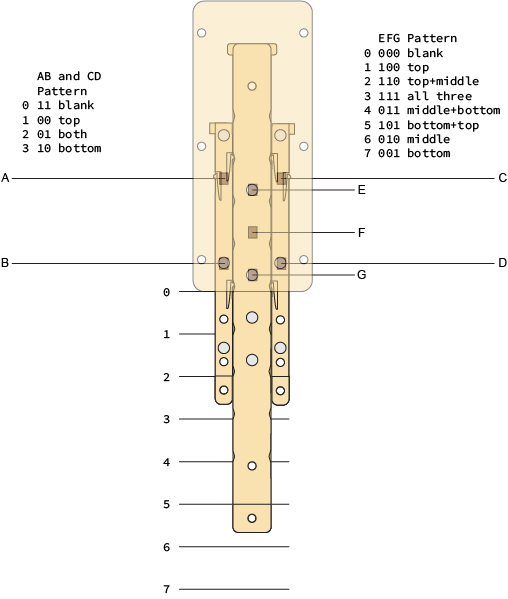 AB and CD
Pattern
0 11 blank
1 00 top
2 01 both
3 10 bottom
EFG Pattern
0 000 blank
1 100 top
2 110 top+middle
3 111 all three
4 011 middle+bottom
5 101 bottom+top
6 010 middle
7 001 bottom
A
C
E
F
B
D
G
0
1
2
3
4
5
6
7